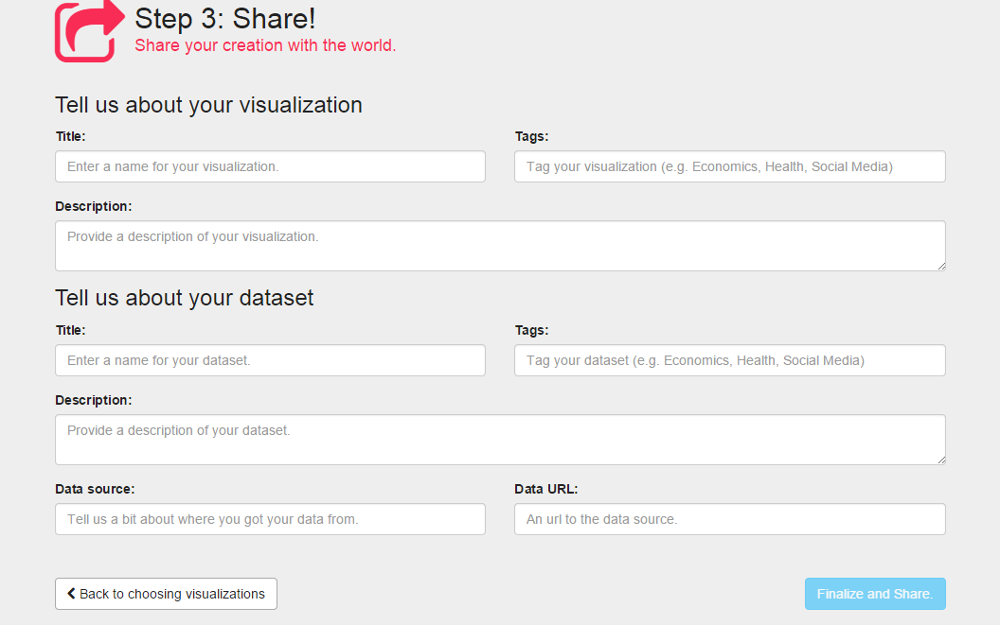 Step 3: Share!
Share your creation with the world.
Tell us about your visualization
Title: Tags:
Enter a name for your visualization. Tag your visualization (e.g. Economics, Health, Social Media)
Description:
Provide a description of your visualization.
Tell us about your dataset
Title: Tags:
Enter a name for your dataset. Tag your dataset (e.g. Economics, Health, Social Media)
Description:
Provide a description of your dataset.
Data source: Data URL:
Tell us a bit about where you got your data from. An url to the data source.
Back to choosing visualizations Finalize and Share.